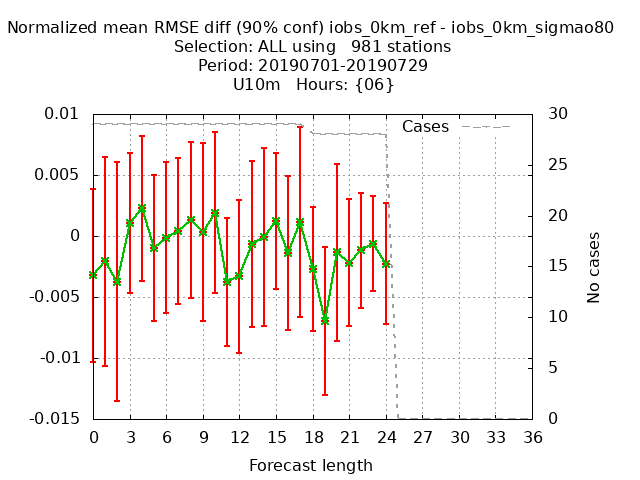 Normalized mean RMSE diff (90% conf) iobs_0km_ref - iobs_0km_sigmao80
Selection: ALL using   981 stations
Period: 20190701-20190729
U10m   Hours: {06}
0.01
0.005
0
-0.005
-0.01
-0.015
Cases
30
25
20
15
10
5
0
No cases
0 3 6 9 12 15 18 21 24 27 30 33 36
Forecast length